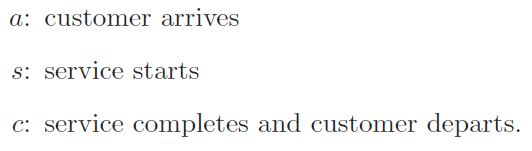 a: customer arrives
s: service starts
c: service completes and customer departs.